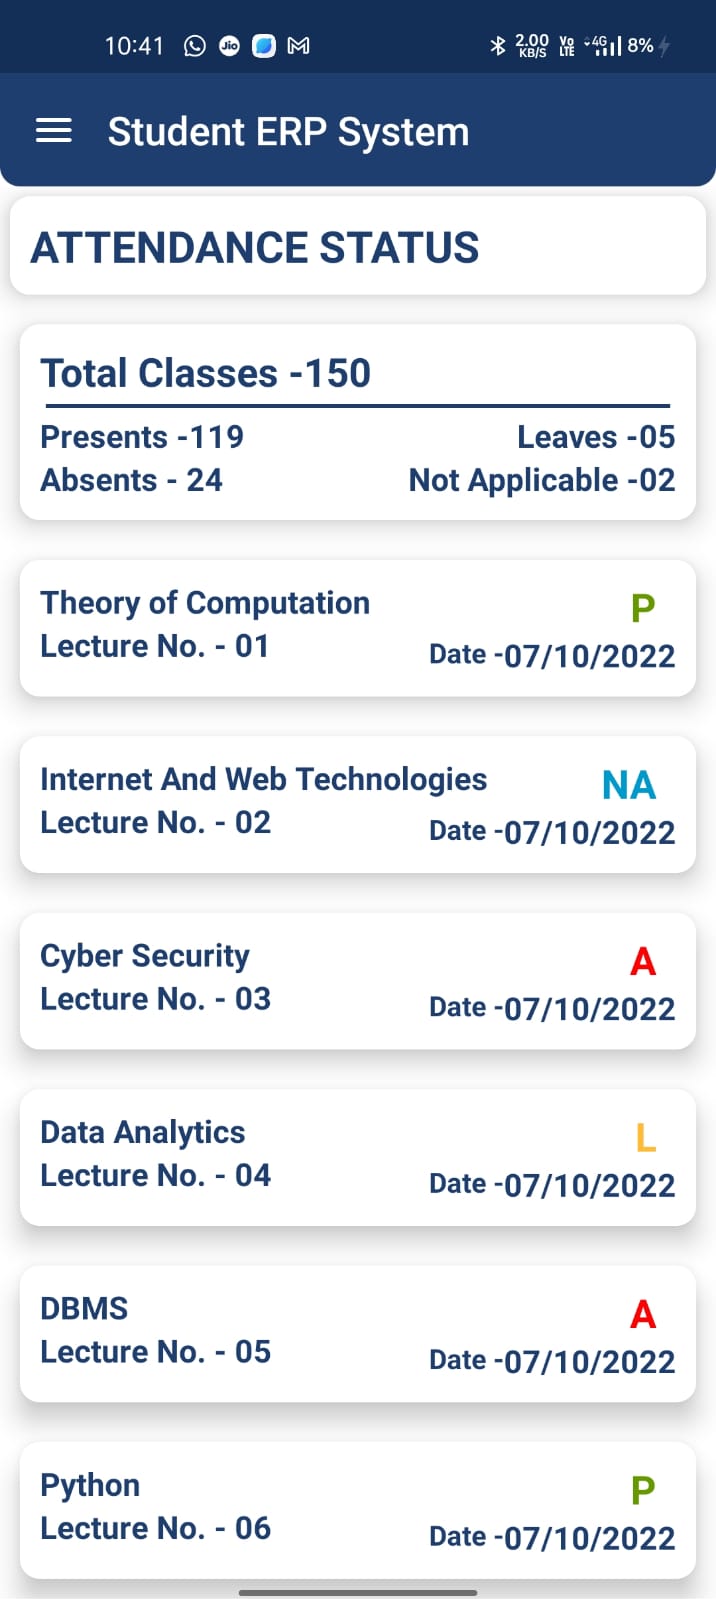 10:41 Jio 2.00 KB/S Vo LTE 4G 8%
Student ERP System
ATTENDANCE STATUS
Total Classes -150
Presents -119 Leaves -05
Absents - 24 Not Applicable -02
Theory of Computation P
Lecture No. - 01 Date -07/10/2022
Internet And Web Technologies NA
Lecture No. - 02 Date -07/10/2022
Cyber Security A
Lecture No. - 03 Date -07/10/2022
Data Analytics L
Lecture No. - 04 Date -07/10/2022
DBMS A
Lecture No. - 05 Date -07/10/2022
Python P
Lecture No. - 06 Date -07/10/2022